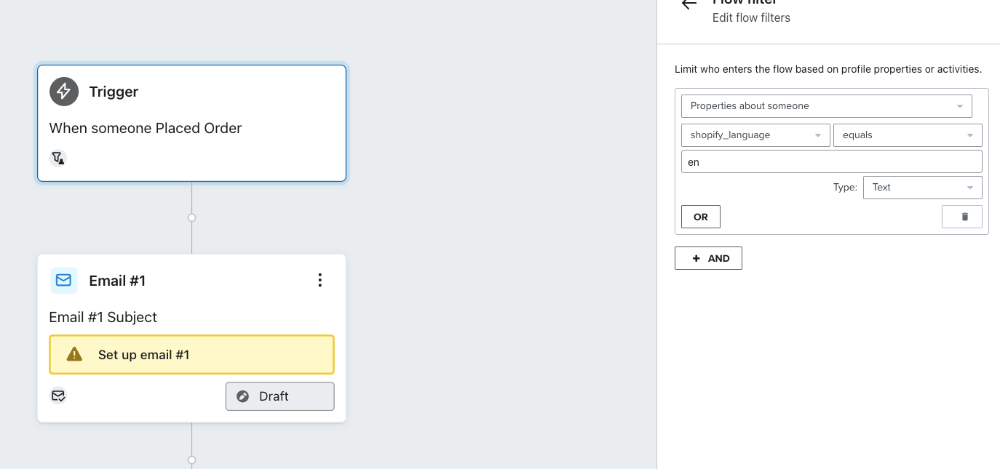 Flow filter
Edit flow filters
Limit who enters the flow based on profile properties or activities.
Properties about someone
shopify_language
equals
en
Type:
Text
OR
AND
Trigger
When someone Placed Order
Email #1
Email #1 Subject
Set up email #1
Draft